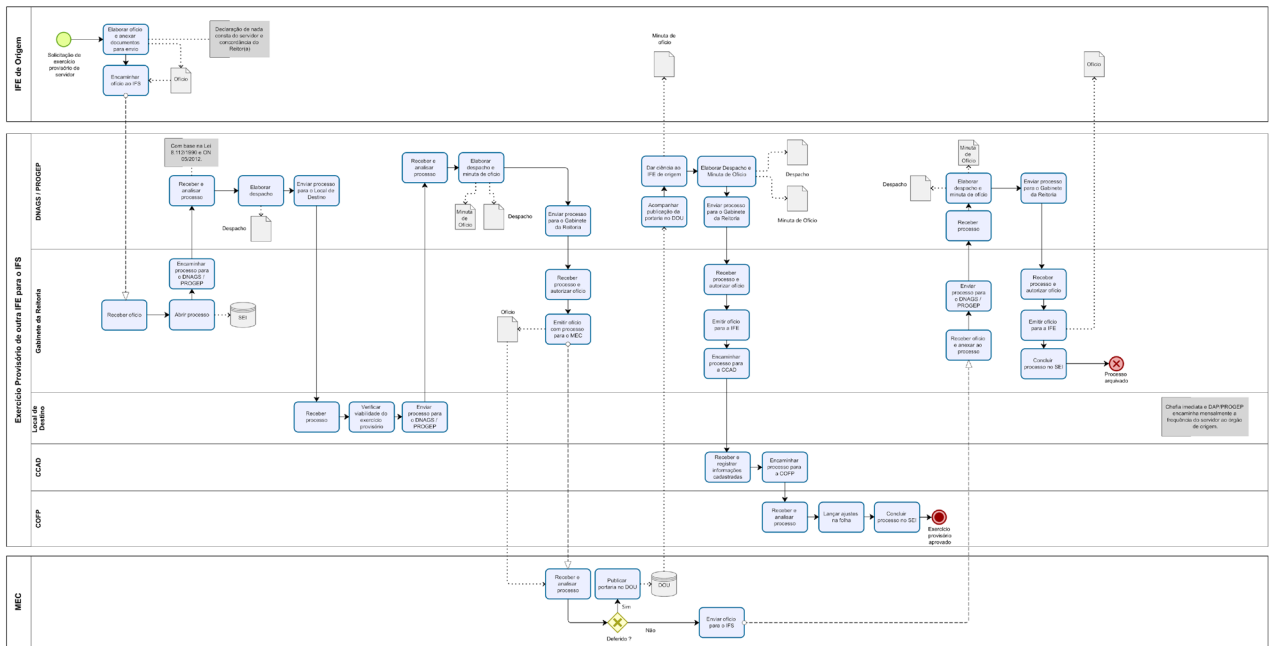 IFE de Origem
Solicitação de
exercício
provisório de
servidor
Elaborar ofício
e anexar
documentos
para envio
Declaração de nada
consta do servidor e
concordância do
Reitor(a)
Encaminhar
ofício ao IFS
Ofício
Minuta de
ofício
Ofício
Exercício Provisório de outra IFE para o IFS
DNAGS / PROGEP
Com base na Lei
8.112/1990 e ON
05/2012.
Receber e
analisar
processo
Elaborar
despacho
Enviar processo
para o Local de
Destino
Despacho
Receber e
analisar
processo
Elaborar
despacho e
minuta de ofício
Minuta
de
Ofício
Despacho
Enviar processo
para o Gabinete
da Reitoria
Dar ciência ao
IFE de origem
Acompanhar
publicação da
portaria no DOU
Elaborar Despacho e
Minuta de Ofício
Despacho
Minuta de Ofício
Enviar processo
para o Gabinete
da Reitoria
Minuta
de
Ofício
Despacho
Elaborar
despacho e
minuta de ofício
Enviar processo
para o Gabinete
da Reitoria
Receber
processo
Gabinete da Reitoria
Receber ofício
Abrir processo
SEI
Encaminhar
processo para
o DNAGS /
PROGEP
Ofício
Receber
processo e
autorizar ofício
Emitir ofício
com processo
para o MEC
Receber
processo e
autorizar ofício
Emitir ofício
para a IFE
Encaminhar
processo para
a CCAD
Enviar
processo para
o DNAGS /
PROGEP
Receber ofício
e anexar ao
processo
Receber
processo e
autorizar ofício
Emitir ofício
para a IFE
Concluir
processo no SEI
Processo
arquivado
Local de
Destino
Receber
processo
Verificar
viabilidade do
exercício
provisório
Enviar
processo para
o DNAGS /
PROGEP
Chefia imediata e DAP/PROGEP
encaminha mensalmente a
frequência do servidor ao órgão
de origem.
CCAD
Receber e
registrar
informações
cadastradas
Encaminhar
processo para
a COFP
COFP
Receber e
analisar
processo
Lançar ajustes
na folha
Concluir
processo no SEI
Exercício
provisório
aprovado
MEC
Receber e
analisar
processo
Publicar
portaria no DOU
DOU
Sim
Deferido ?
Não
Enviar ofício
para o IFS